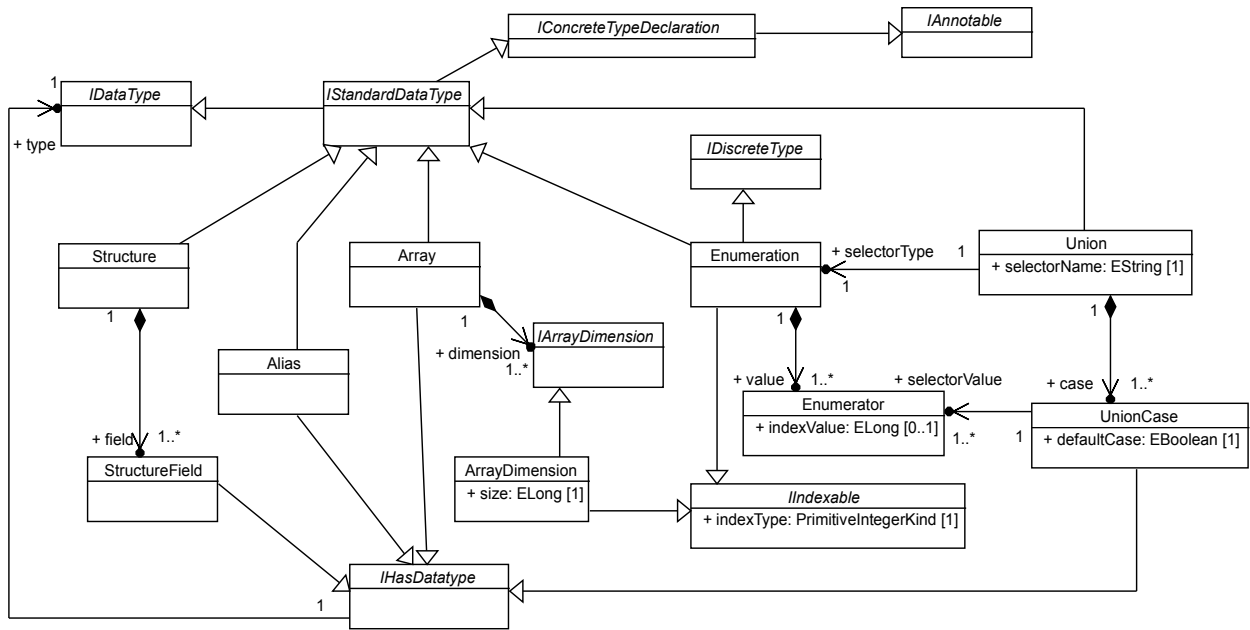 IConcreteTypeDeclaration
IAnnotable
1
IDataType
IStandardDataType
+ type
IDiscreteType
Structure
Array
Enumeration
+ selectorType
1
1
Union
+ selectorName: EString [1]
1
1
+ dimension
1..*
IArrayDimension
1
1
Alias
+ value
1..*
+ selectorValue
+ case
1..*
Enumerator
+ indexValue: ELong [0..1]
1..*
1
UnionCase
+ defaultCase: EBoolean [1]
+ field
1..*
StructureField
ArrayDimension
+ size: ELong [1]
IIndexable
+ indexType: PrimitiveIntegerKind [1]
IHasDatatype
1